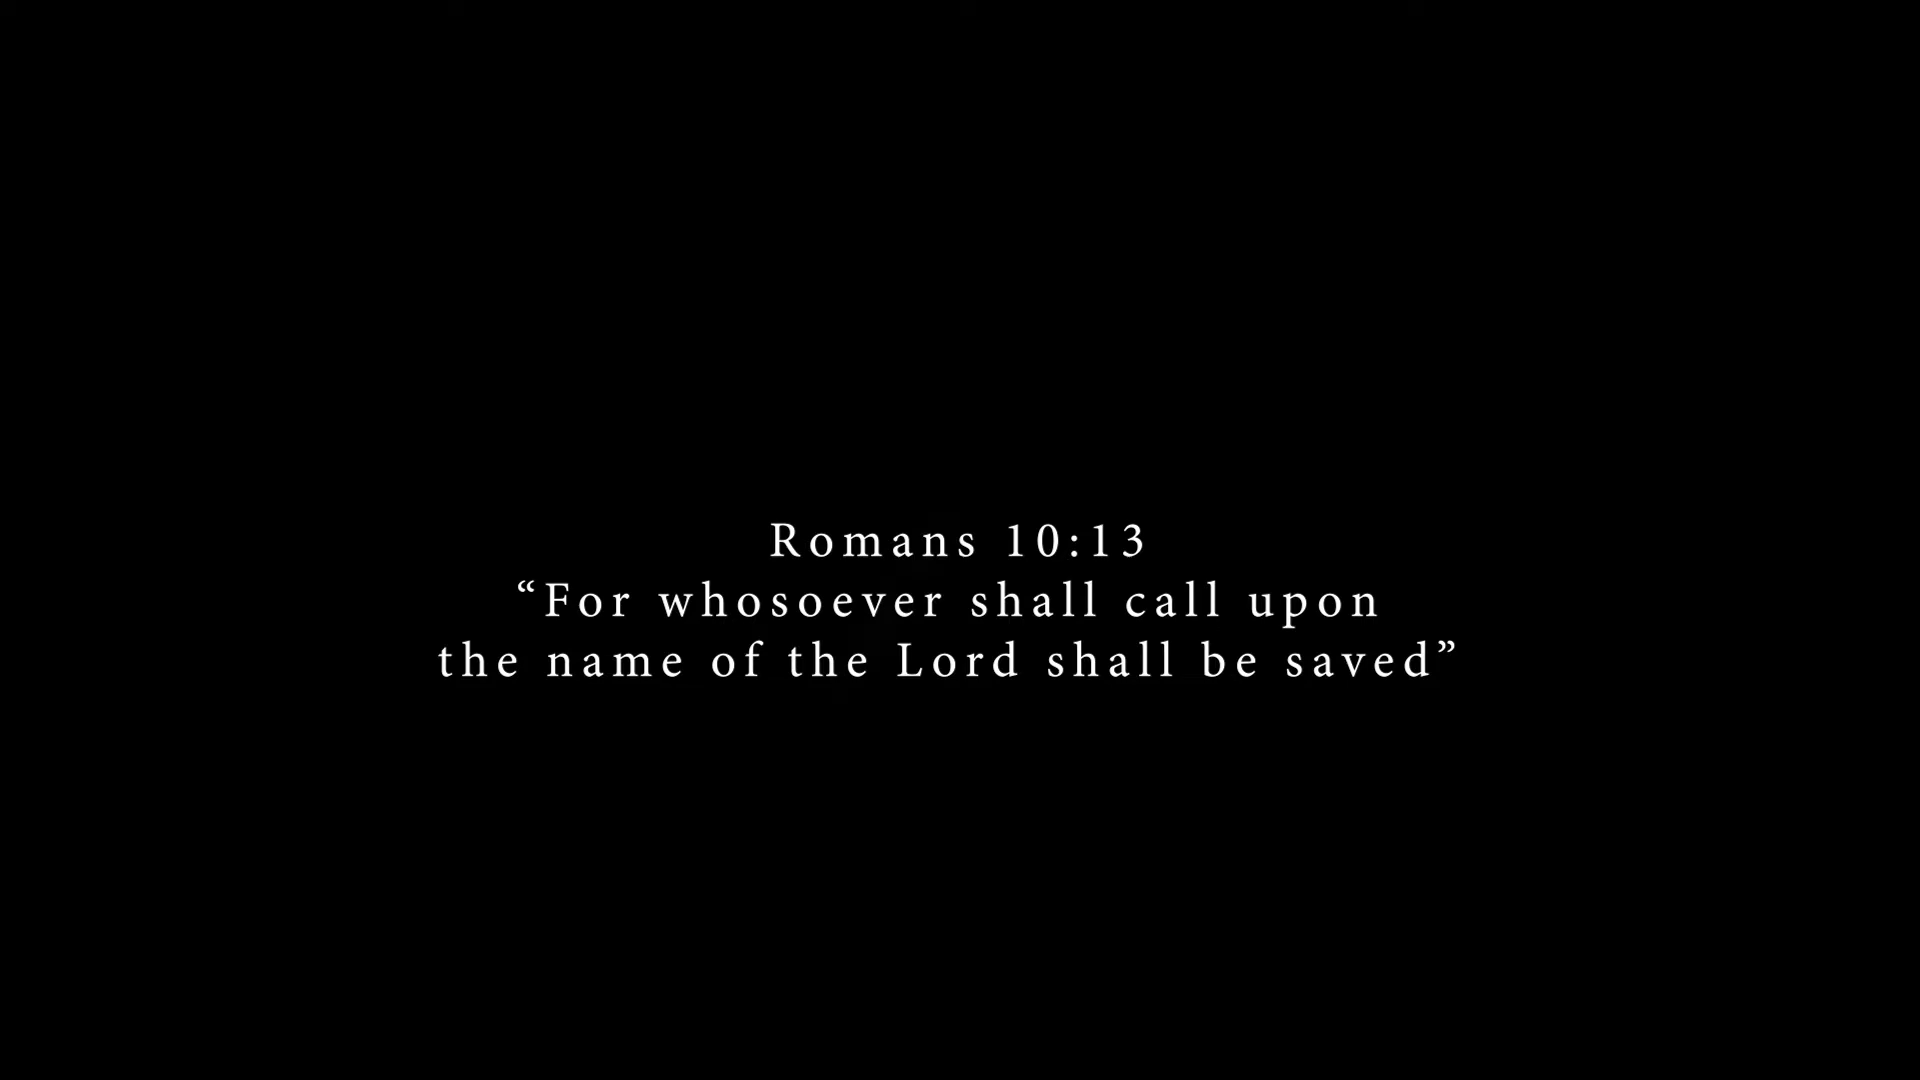 Romans 10:13
“For whosoever shall call upon
the name of the Lord shall be saved”